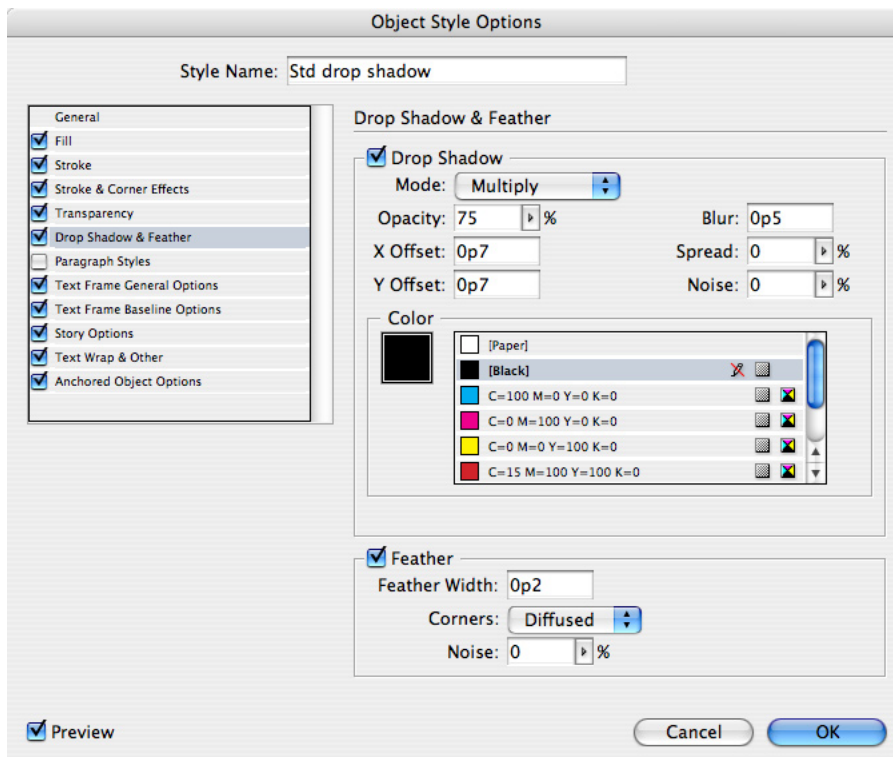 Object Style Options
Style Name: Std drop shadow
General
Fill
Stroke
Stroke & Corner Effects
Transparency
Drop Shadow & Feather
Paragraph Styles
Text Frame General Options
Text Frame Baseline Options
Story Options
Text Wrap & Other
Anchored Object Options
Drop Shadow & Feather
Drop Shadow
Mode: Multiply
Opacity: 75 % Blur: 0p5
X Offset: 0p7 Spread: 0 %
Y Offset: 0p7 Noise: 0 %
Color
[Paper]
[Black]
C=100 M=0 Y=0 K=0
C=0 M=100 Y=0 K=0
C=0 M=0 Y=100 K=0
C=15 M=100 Y=100 K=0
Feather
Feather Width: 0p2
Corners: Diffused
Noise: 0 %
Preview
Cancel OK